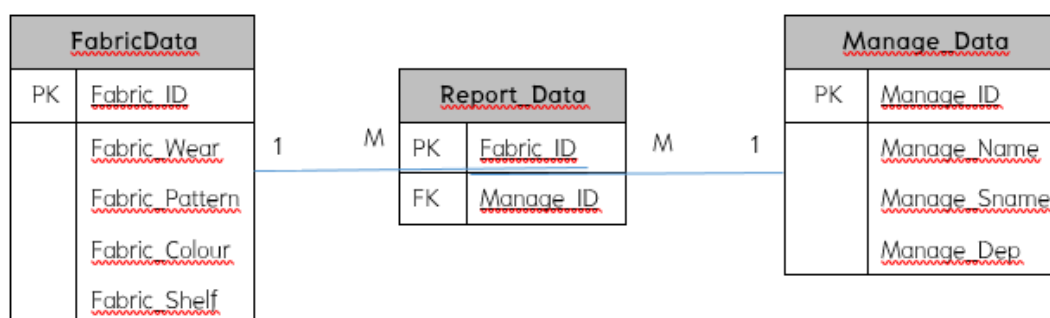 FabricData
PK Fabric_ID
Fabric_Wear
Fabric_Pattern
Fabric_Colour
Fabric_Shelf
1 M
Report_Data
PK Fabric_ID
FK Manage_ID
M 1
Manage_Data
PK Manage_ID
Manage_Name
Manage_Sname
Manage_Dep